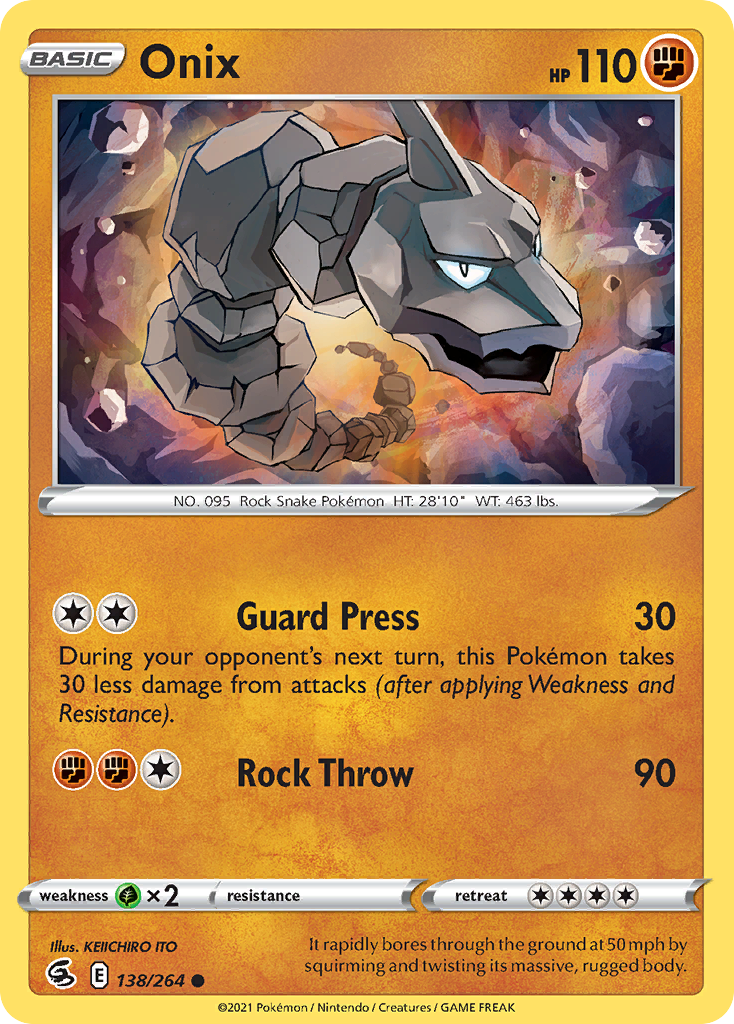 BASIC Onix HP 110
NO. 095 Rock Snake Pokémon HT: 28'10" WT: 463 lbs.
Guard Press 30
During your opponent's next turn, this Pokémon takes
30 less damage from attacks (after applying Weakness and
Resistance).
Rock Throw 90
weakness ×2 resistance retreat
Illus. KEIICHIRO ITO
E 138/264
It rapidly bores through the ground at 50 mph by
squirming and twisting its massive, rugged body.
©2021 Pokémon / Nintendo / Creatures / GAME FREAK